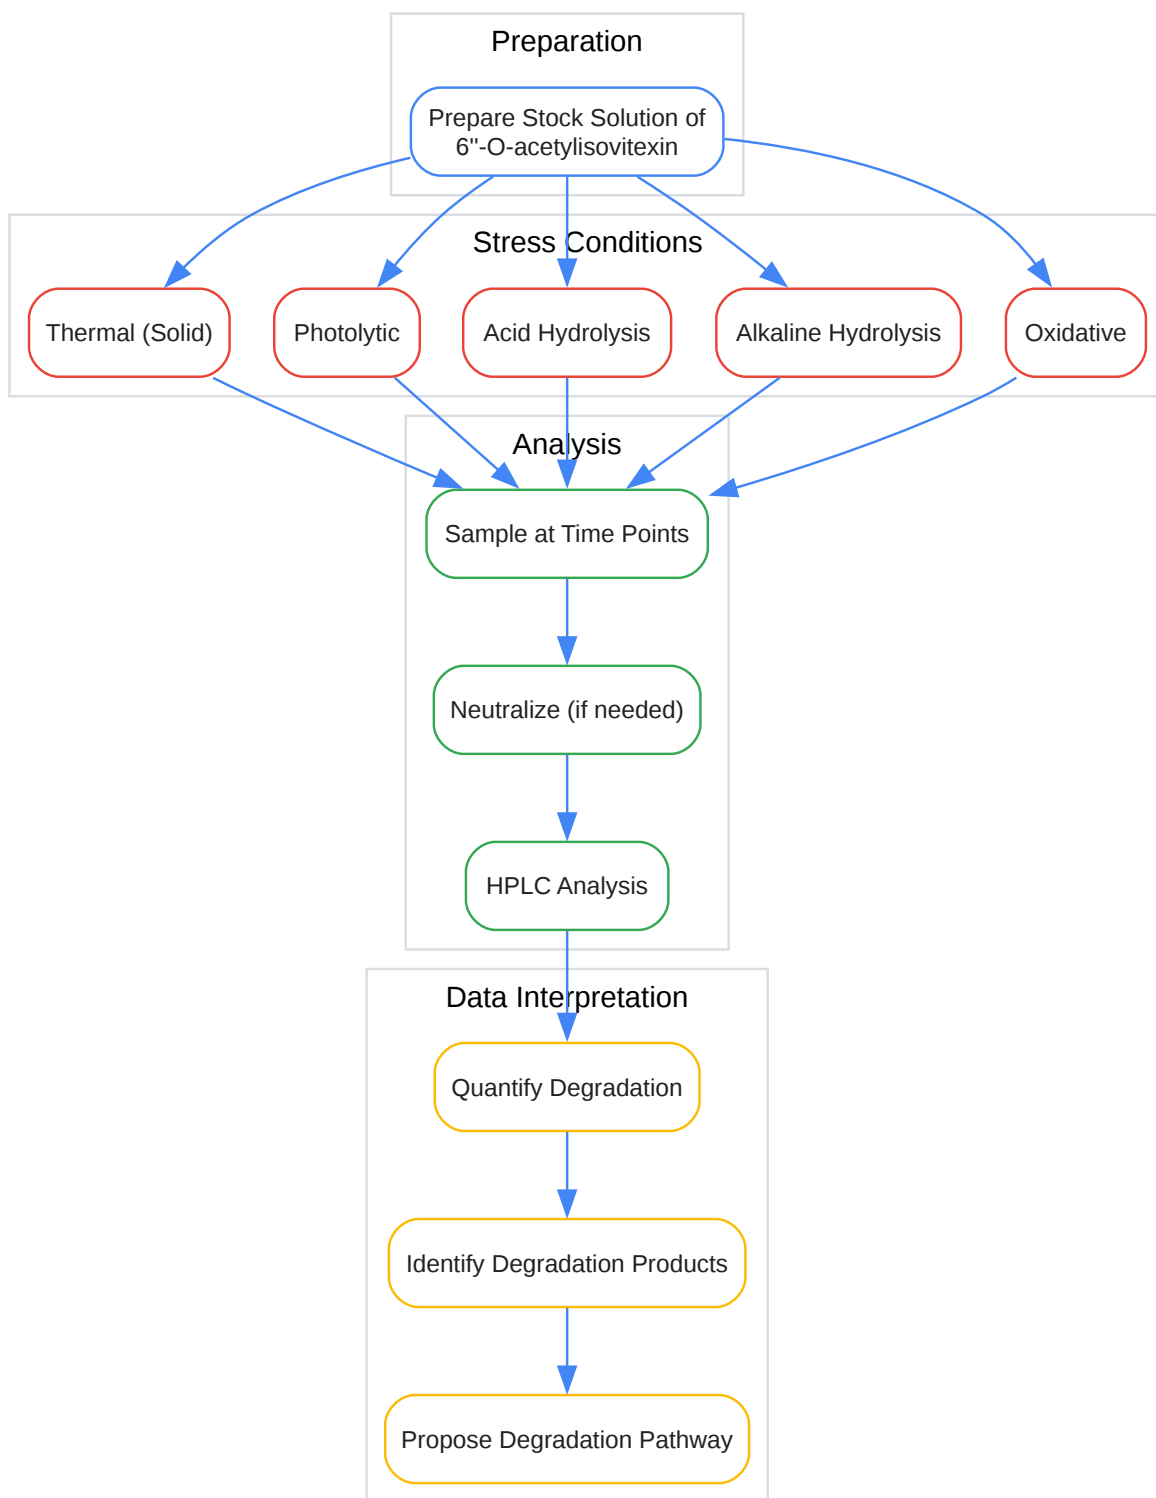 Preparation
Prepare Stock Solution of
6"-O-acetylisovitexin
Stress Conditions
Thermal (Solid)
Photolytic
Acid Hydrolysis
Alkaline Hydrolysis
Oxidative
Analysis
Sample at Time Points
Neutralize (if needed)
HPLC Analysis
Data Interpretation
Quantify Degradation
Identify Degradation Products
Propose Degradation Pathway